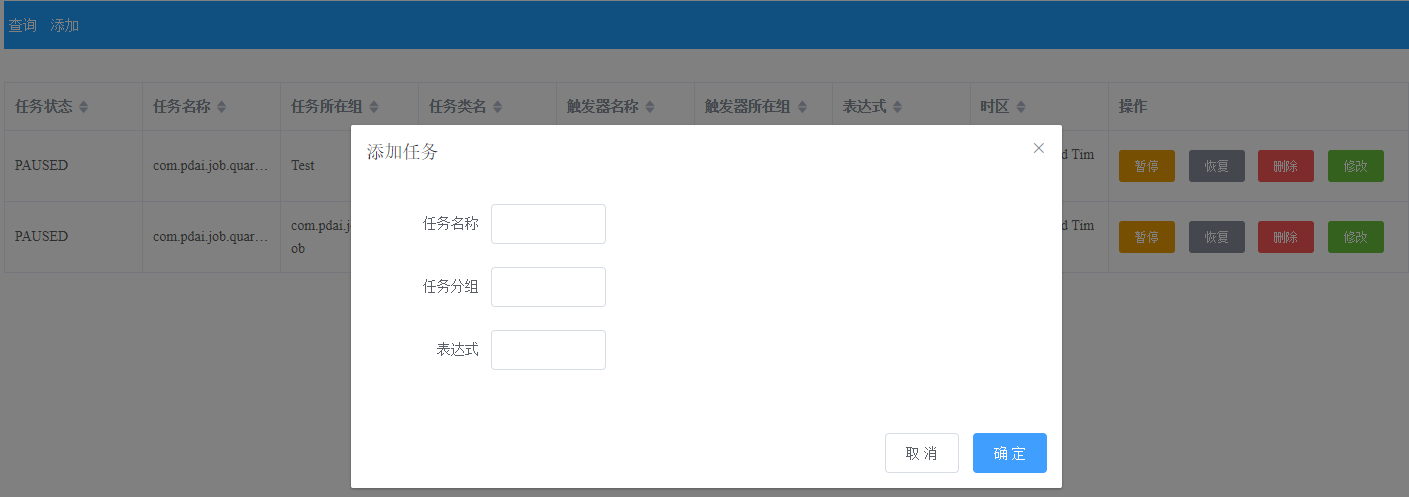 查询 添加
任务状态 任务名称 任务所在组 任务类名 触发器名称 触发器所在组 表达式 时区 操作
添加任务
PAUSED com.pdai.job.quar… Test d Tim 暂停 恢复 删除 修改
任务名称
PAUSED com.pdai.job.quar… com.pdai.j d Tim 暂停 恢复 删除 修改
ob
任务分组
表达式
取 消 确 定